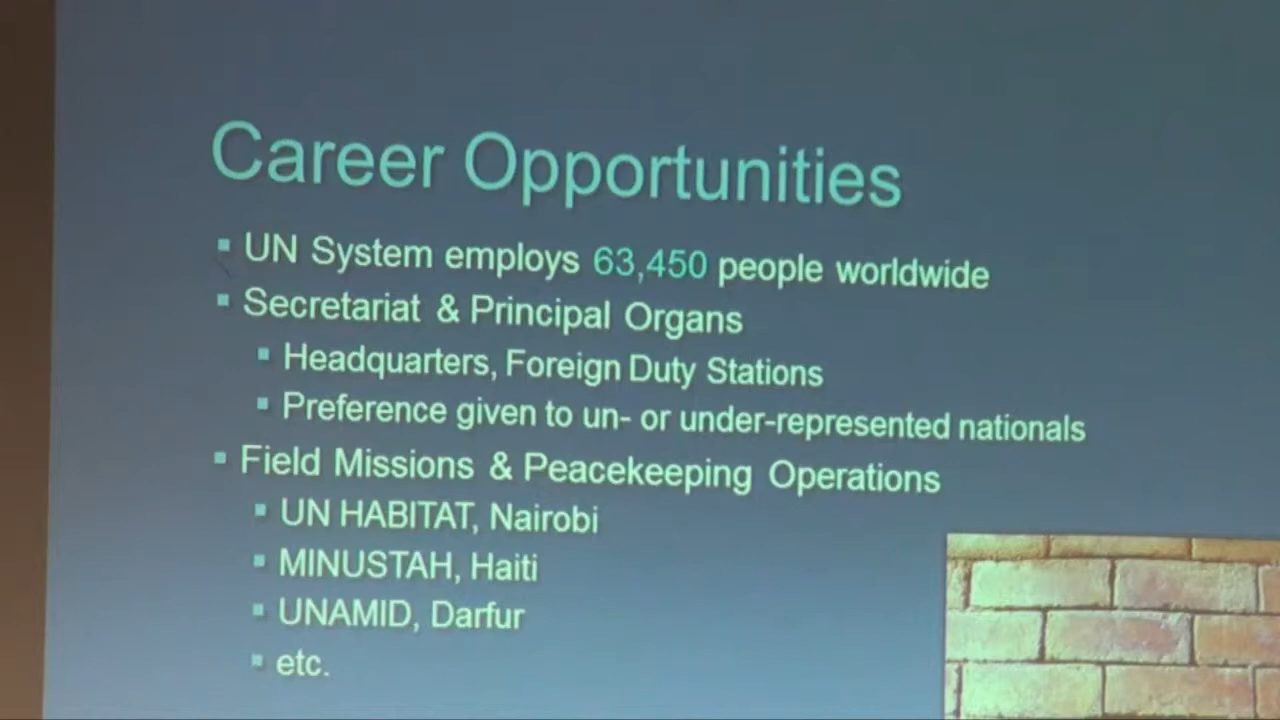 Career Opportunities
UN System employs 63,450 people worldwide
Secretariat & Principal Organs
Headquarters, Foreign Duty Stations
Preference given to un- or under-represented nationals
Field Missions & Peacekeeping Operations
UN HABITAT, Nairobi
MINUSTAH, Haiti
UNAMID, Darfur
etc.